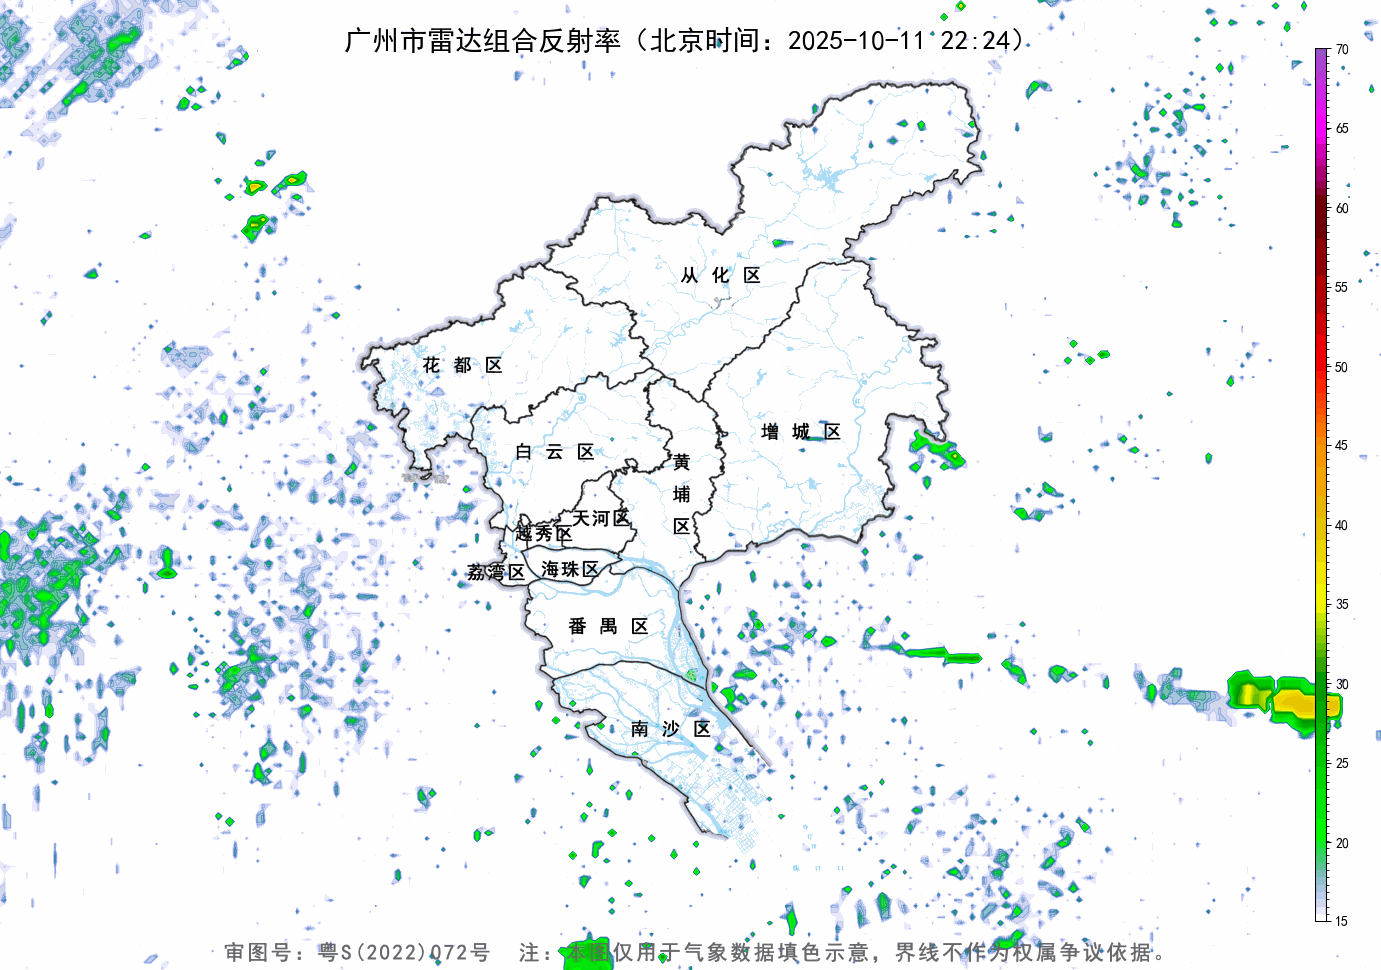 广州市雷达组合反射率（北京时间：2025-10-11 22:24）
70
65
60
55
50
45
40
35
30
25
20
15
从化区
花都区
增城区
白云区
黄埔区
天河区
越秀区
荔湾区
海珠区
番禺区
南沙区
审图号：粤S(2022)072号 注：本图仅用于气象数据填色示意，界线不作为权属争议依据。